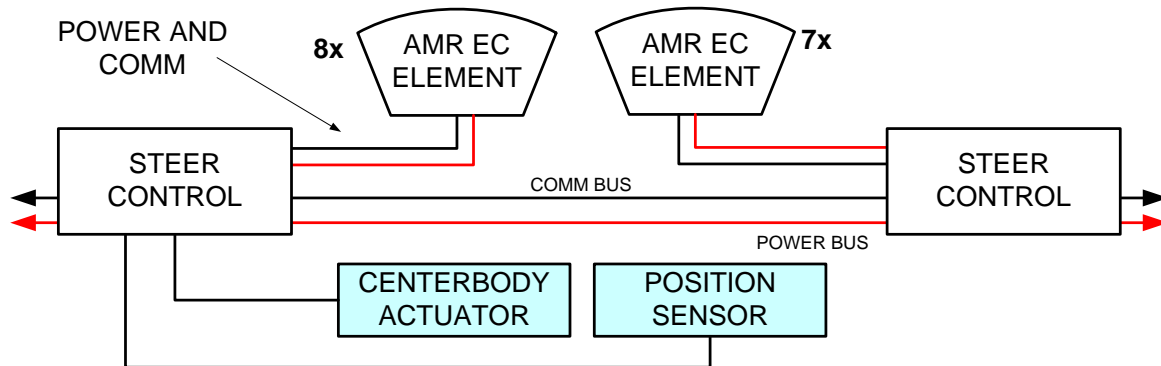 POWER AND
COMM
8x
AMR EC
ELEMENT
AMR EC
ELEMENT
7x
STEER
CONTROL
COMM BUS
STEER
CONTROL
POWER BUS
CENTERBODY
ACTUATOR
POSITION
SENSOR